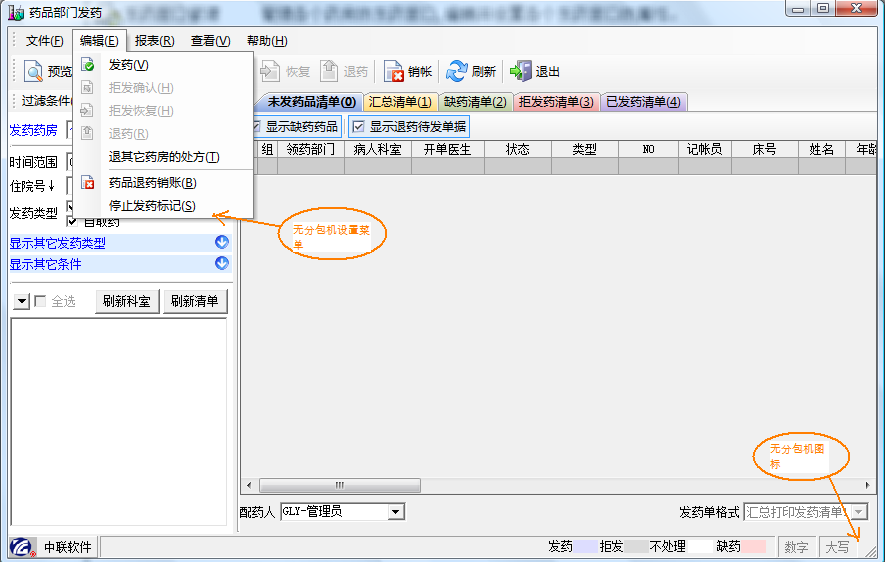 药品部门发药
文件(F) 编辑(E) 报表(R) 查看(V) 帮助(H)
预览 恢复 退药 销帐 刷新 退出
发药(V)
拒发确认(H)
拒发恢复(H)
退药(R)
退其它药房的处方(T)
药品退药销账(B)
停止发药标记(S)
过滤条件
未发药品清单(0) 汇总清单(1) 缺药清单(2) 拒发药清单(3) 已发药清单(4)
发药药房
显示缺药药品 显示退药待发单据
组 领药部门 病人科室 开单医生 状态 类型 NO 记帐员 床号 姓名 年龄
时间范围
住院号↓
发药类型
自取药
无分包机设置菜
单
显示其它发药类型
显示其它条件
全选 刷新科室 刷新清单
无分包机图
标
配药人 GLY-管理员 发药单格式 汇总打印发药清单
中联软件 发药 拒发 不处理 缺药 数字 大写